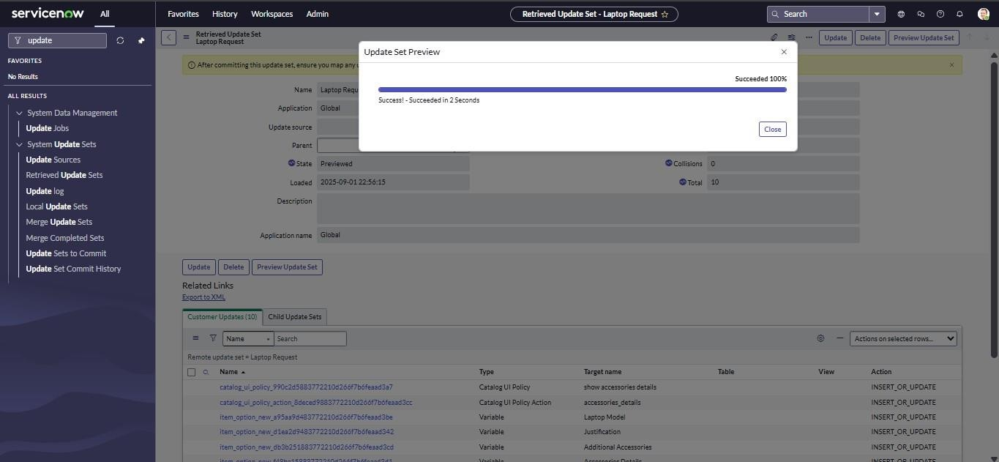 servicenow All Favorites History Workspaces Admin Retrieved Update Set - Laptop Request Search
update
FAVORITES
No Results
ALL RESULTS
System Data Management
Update Jobs
System Update Sets
Update Sources
Retrieved Update Sets
Update log
Local Update Sets
Merge Update Sets
Merge Completed Sets
Update Sets to Commit
Update Set Commit History
Retrieved Update Set
Laptop Request
Update Delete Preview Update Set
After committing this update set, ensure you map any
Update Set Preview
Succeeded 100%
Success! - Succeeded in 2 Seconds
Close
Name Laptop Requ
Application Global
Update source
Parent
State Previewed Collisions 0
Loaded 2025-09-01 22:56:15 Total 10
Description
Application name Global
Update Delete Preview Update Set
Related Links
Export to XML
Customer Updates (10) Child Update Sets
Name Search Actions on selected rows...
Remote update set = Laptop Request
Name Type Target name Table View Action
catalog_ui_policy_990c2d5883772210d266f7b6feaad3a7 Catalog UI Policy show accessories details INSERT_OR_UPDATE
catalog_ui_policy_action_8deced9883772210d266f7b6feaad3cc Catalog UI Policy Action accessories_details INSERT_OR_UPDATE
item_option_new_a95aa9d483772210d266f7b6feaad3be Variable Laptop Model INSERT_OR_UPDATE
item_option_new_d1ea2d9483772210d266f7b6feaad342 Variable Justification INSERT_OR_UPDATE
item_option_new_db3b251883772210d266f7b6feaad3cd Variable Additional Accessories INSERT_OR_UPDATE
Variable Accessories Details INSERT_OR_UPDATE